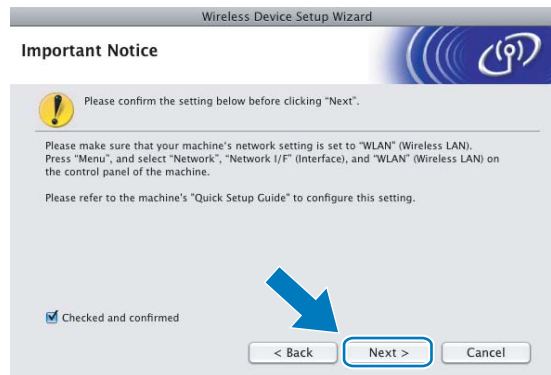 Wireless Device Setup Wizard
Important Notice
Please confirm the setting below before clicking "Next".
Please make sure that your machine's network setting is set to "WLAN" (Wireless LAN).
Press "Menu", and select "Network", "Network I/F" (Interface), and "WLAN" (Wireless LAN) on
the control panel of the machine.
Please refer to the machine's "Quick Setup Guide" to configure this setting.
Checked and confirmed
< Back Next > Cancel